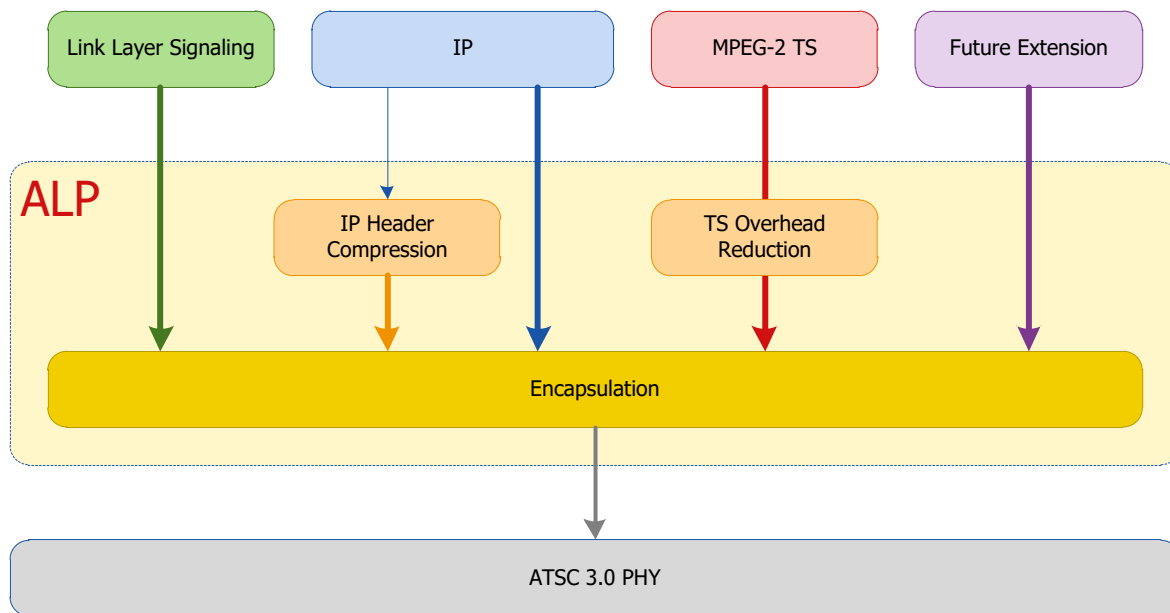 Link Layer Signaling
IP
MPEG-2 TS
Future Extension
ALP
IP Header
Compression
TS Overhead
Reduction
Encapsulation
ATSC 3.0 PHY